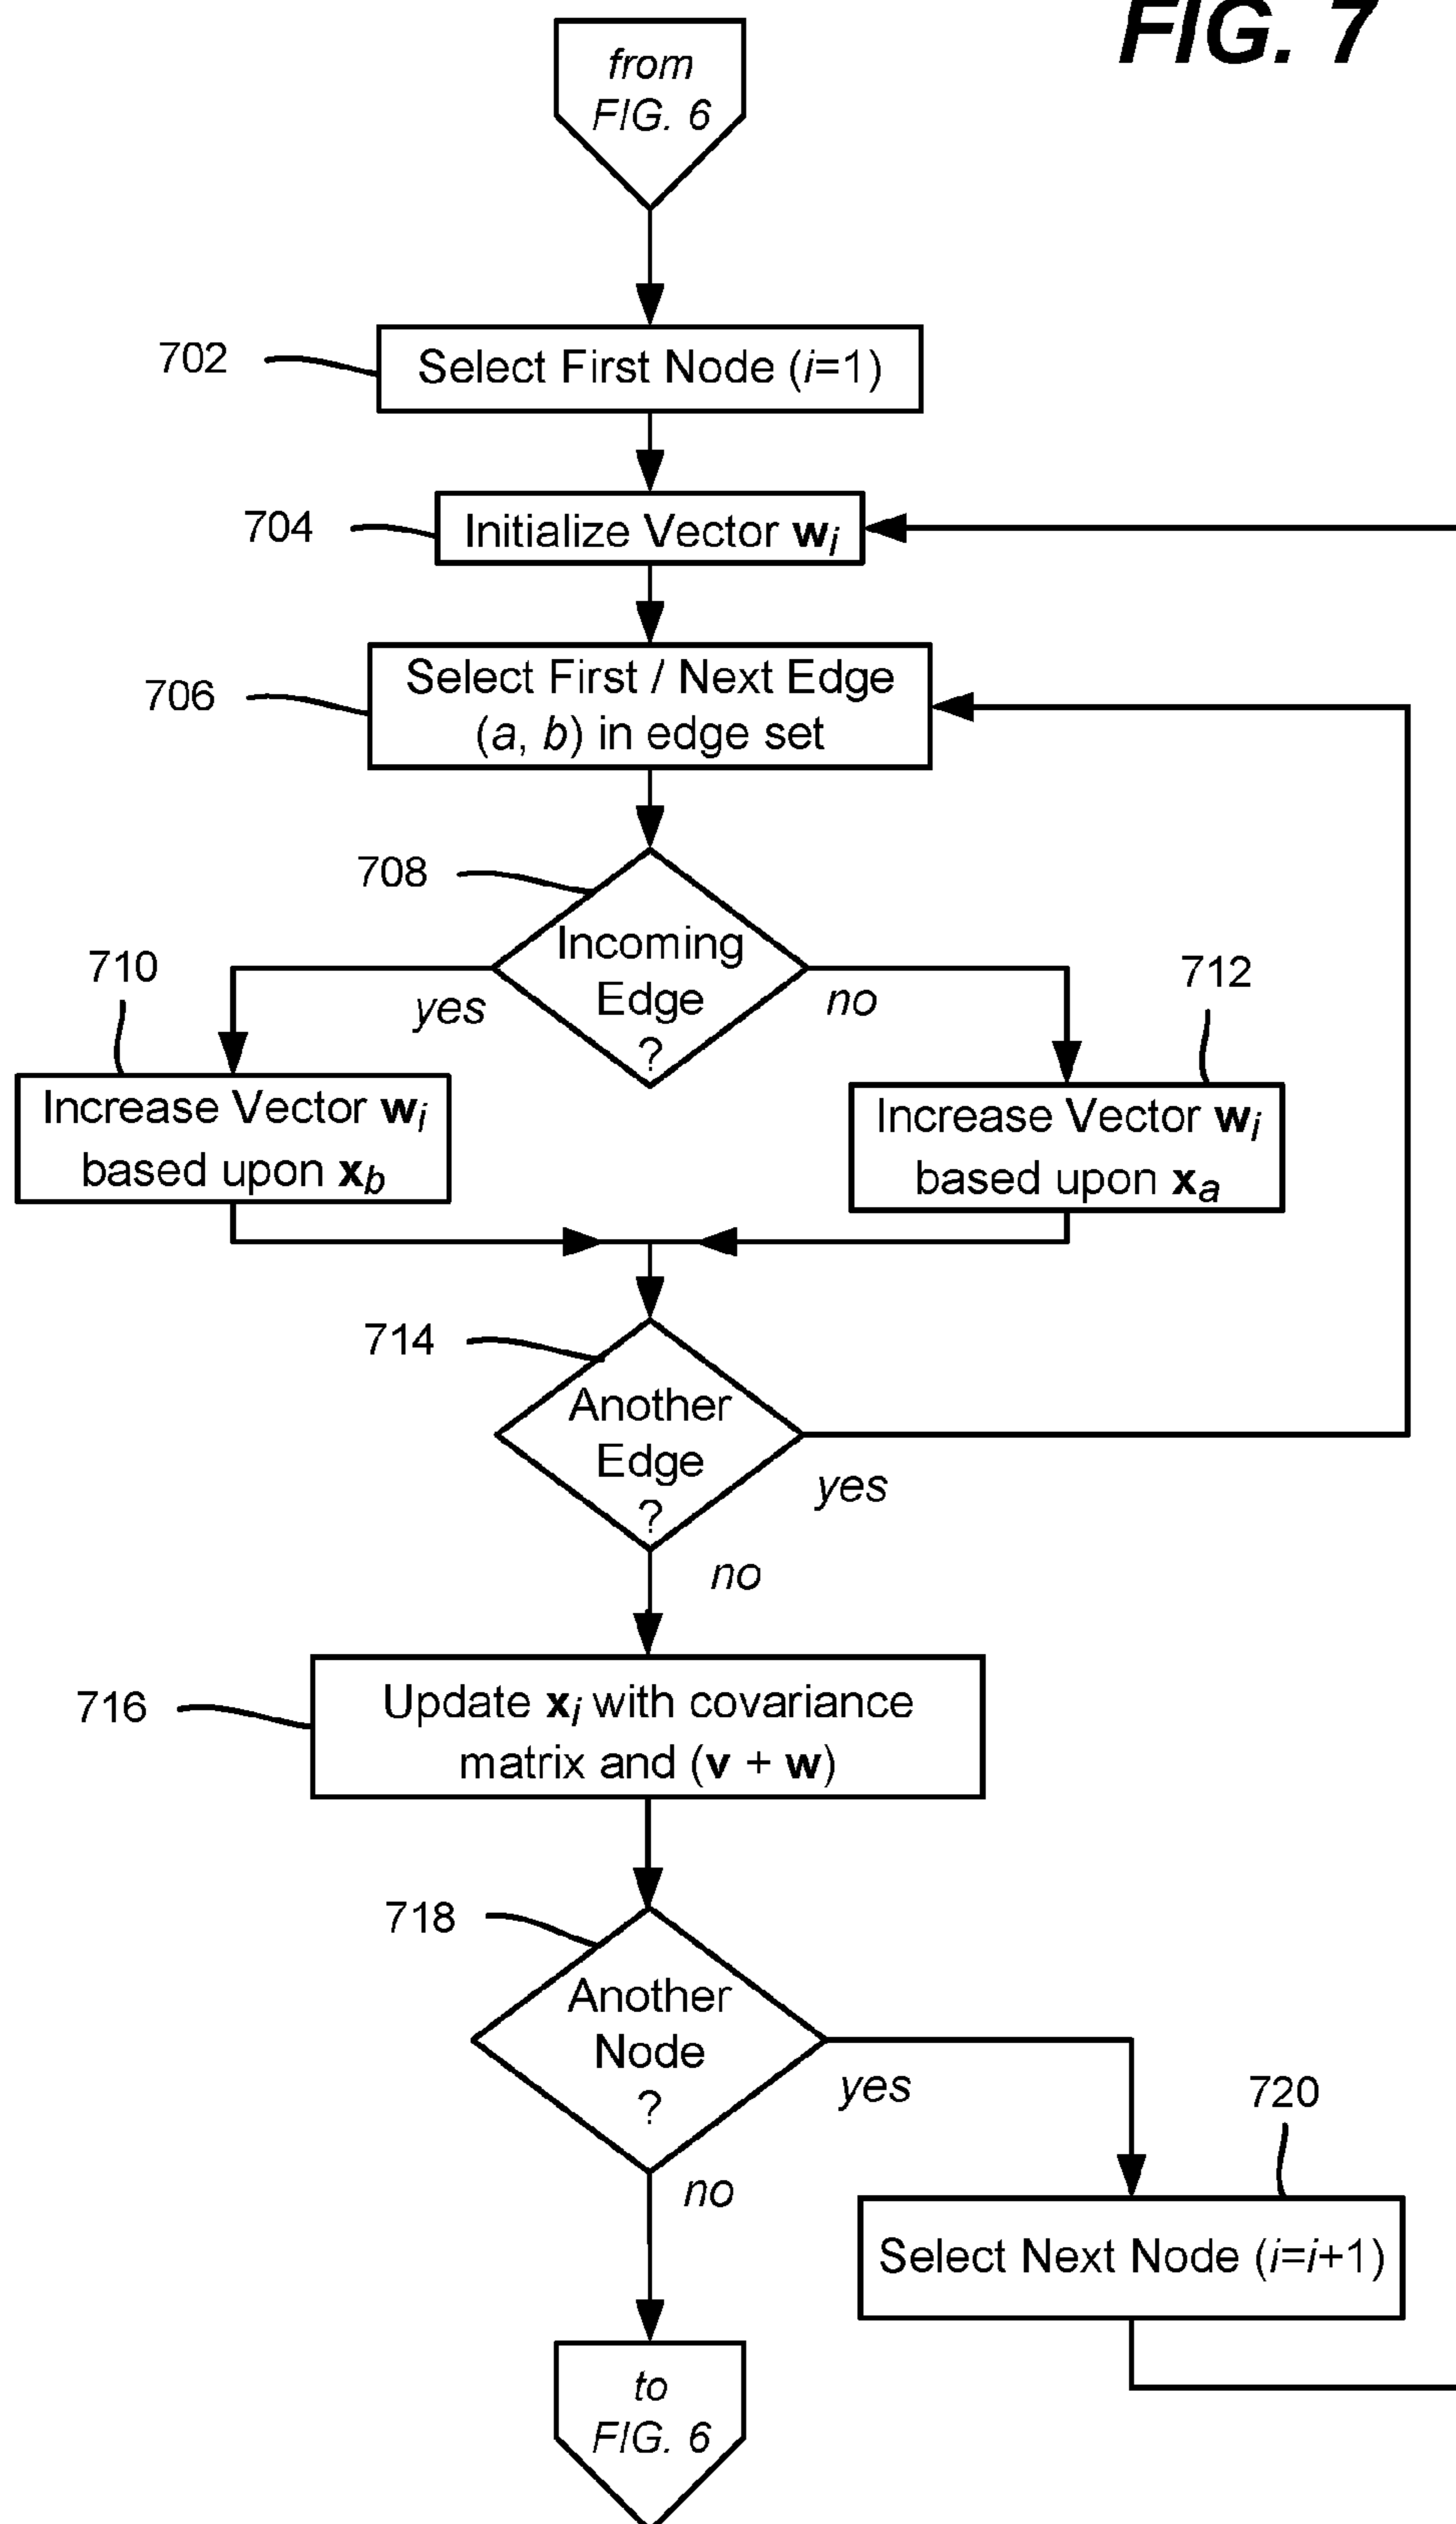 FIG. 7
from
FIG. 6
702
Select First Node (i=1)
704
Initialize Vector wi
706
Select First / Next Edge
(a, b) in edge set
708
Incoming
Edge
?
yes
no
710
712
Increase Vector wi
based upon xb
Increase Vector wi
based upon xa
714
Another
Edge
?
yes
no
716
Update xi with covariance
matrix and (v + w)
718
Another
Node
?
yes
no
720
Select Next Node (i=i+1)
to
FIG. 6